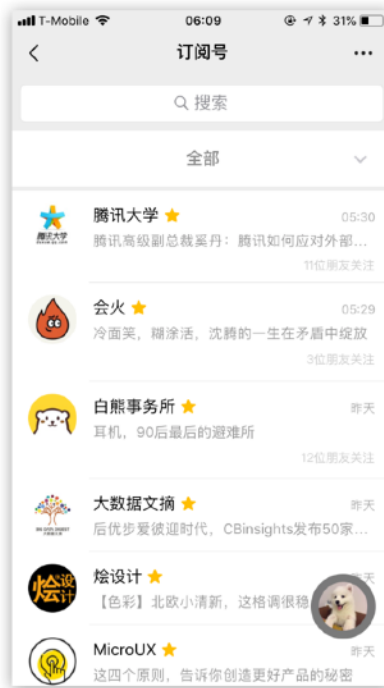 T-Mobile 06:09 31%
订阅号
搜索
全部
腾讯大学 05:30
腾讯高级副总裁奚丹：腾讯如何应对外部...
11位朋友关注
会火 05:29
冷面笑，糊涂活，沈腾的一生在矛盾中绽放
3位朋友关注
白熊事务所 昨天
耳机，90后最后的避难所
12位朋友关注
大数据文摘 昨天
后优步爱彼迎时代，CBinsights发布50家...
烩设计 天
【色彩】北欧小清新，这格调很稳
MicroUX 昨天
这四个原则，告诉你创造更好产品的秘密